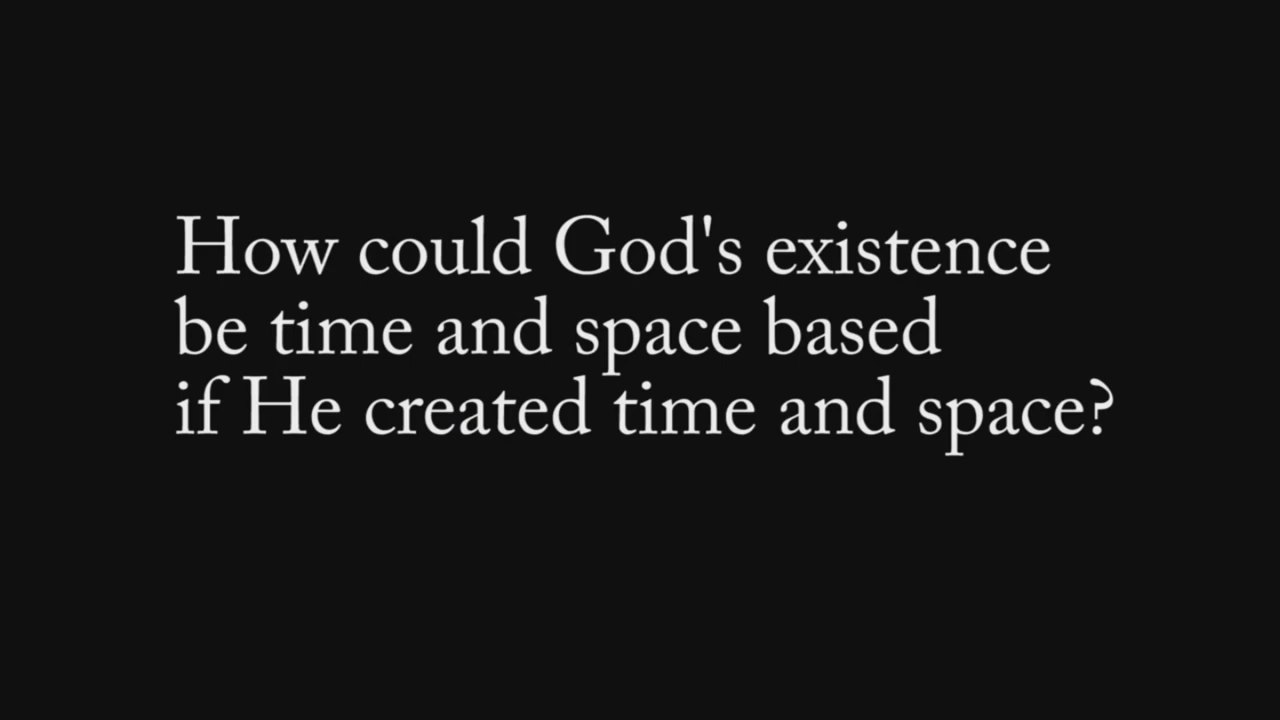 How could God's existence
be time and space based
if He created time and space?